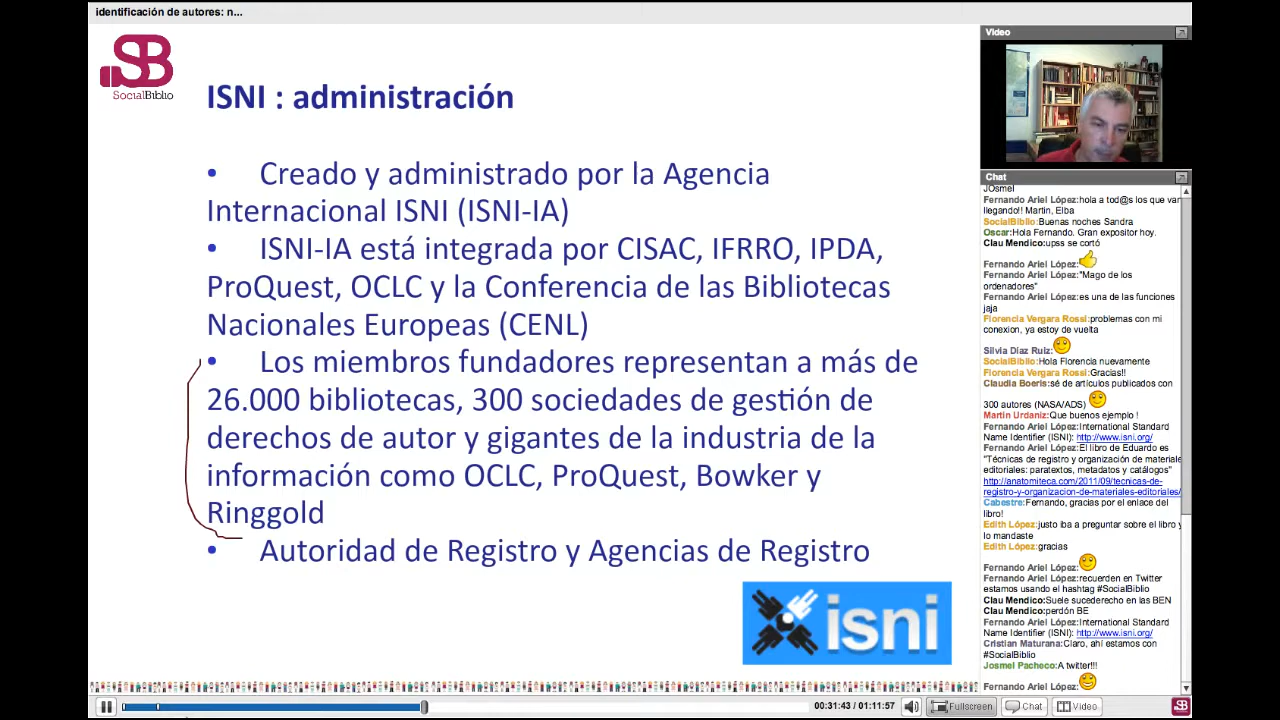 identificación de autores: n...
SB
SocialBiblio
ISNI : administración
• Creado y administrado por la Agencia
Internacional ISNI (ISNI-IA)
• ISNI-IA está integrada por CISAC, IFRRO, IPDA,
ProQuest, OCLC y la Conferencia de las Bibliotecas
Nacionales Europeas (CENL)
• Los miembros fundadores representan a más de
26.000 bibliotecas, 300 sociedades de gestión de
derechos de autor y gigantes de la industria de la
información como OCLC, ProQuest, Bowker y
Ringgold
• Autoridad de Registro y Agencias de Registro
isni
Video
Chat
JOsmel
Fernando Ariel López:hola a tod@s los que van
llegando!! Martin, Elba
SocialBiblio:Buenas noches Sandra
Oscar:Hola Fernando. Gran expositor hoy.
Clau Mendico:upss se cortó
Fernando Ariel López:
Fernando Ariel López:"Mago de los
ordenadores"
Fernando Ariel López:es una de las funciones
jaja
Florencia Vergara Rossi:problemas con mi
conexion, ya estoy de vuelta
Silvia Díaz Ruiz:
SocialBiblio:Hola Florencia nuevamente
Florencia Vergara Rossi:Gracias!!
Claudia Boeris:sé de artículos publicados con
300 autores (NASA/ADS)
Martin Urdaniz:Que buenos ejemplo !
Fernando Ariel López:International Standard
Name Identifier (ISNI): http://www.isni.org/
Fernando Ariel López:El libro de Eduardo es
"Técnicas de registro y organización de materiale
editoriales: paratextos, metadatos y catálogos"
http://anatomiteca.com/2011/09/tecnicas-de-
registro-y-organizacion-de-materiales-editoriales/
Cabestre:Fernando, gracias por el enlace del
libro!
Edith López:justo iba a preguntar sobre el libro y
lo mandaste
Edith López:gracias
Fernando Ariel López:
Fernando Ariel López:recuerden en Twitter
estamos usando el hashtag #SocialBiblio
Clau Mendico:Suele sucederecho en las BEN
Clau Mendico:perdón BE
Fernando Ariel López:International Standard
Name Identifier (ISNI): http://www.isni.org/
Cristian Maturana:Claro, ahí estamos con
#SocialBiblio
Josmel Pacheco:A twitter!!!
Fernando Ariel López:
00:31:43 / 01:11:57
Fullscreen
Chat
Video
SB